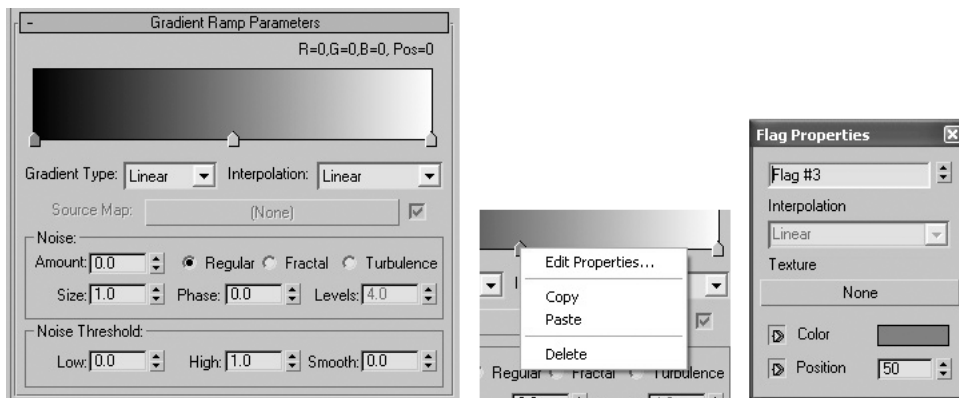 - Gradient Ramp Parameters
R=0,G=0,B=0, Pos=0
Gradient Type: Linear Interpolation: Linear
Source Map: (None)
Noise:
Amount: 0.0 Regular Fractal Turbulence
Size: 1.0 Phase: 0.0 Levels: 4.0
Noise Threshold:
Low: 0.0 High: 1.0 Smooth: 0.0
I
Edit Properties...
Copy
Paste
Delete
Regular Fractal Turbulence
Flag Properties
Flag #3
Interpolation
Linear
Texture
None
Color
Position 50